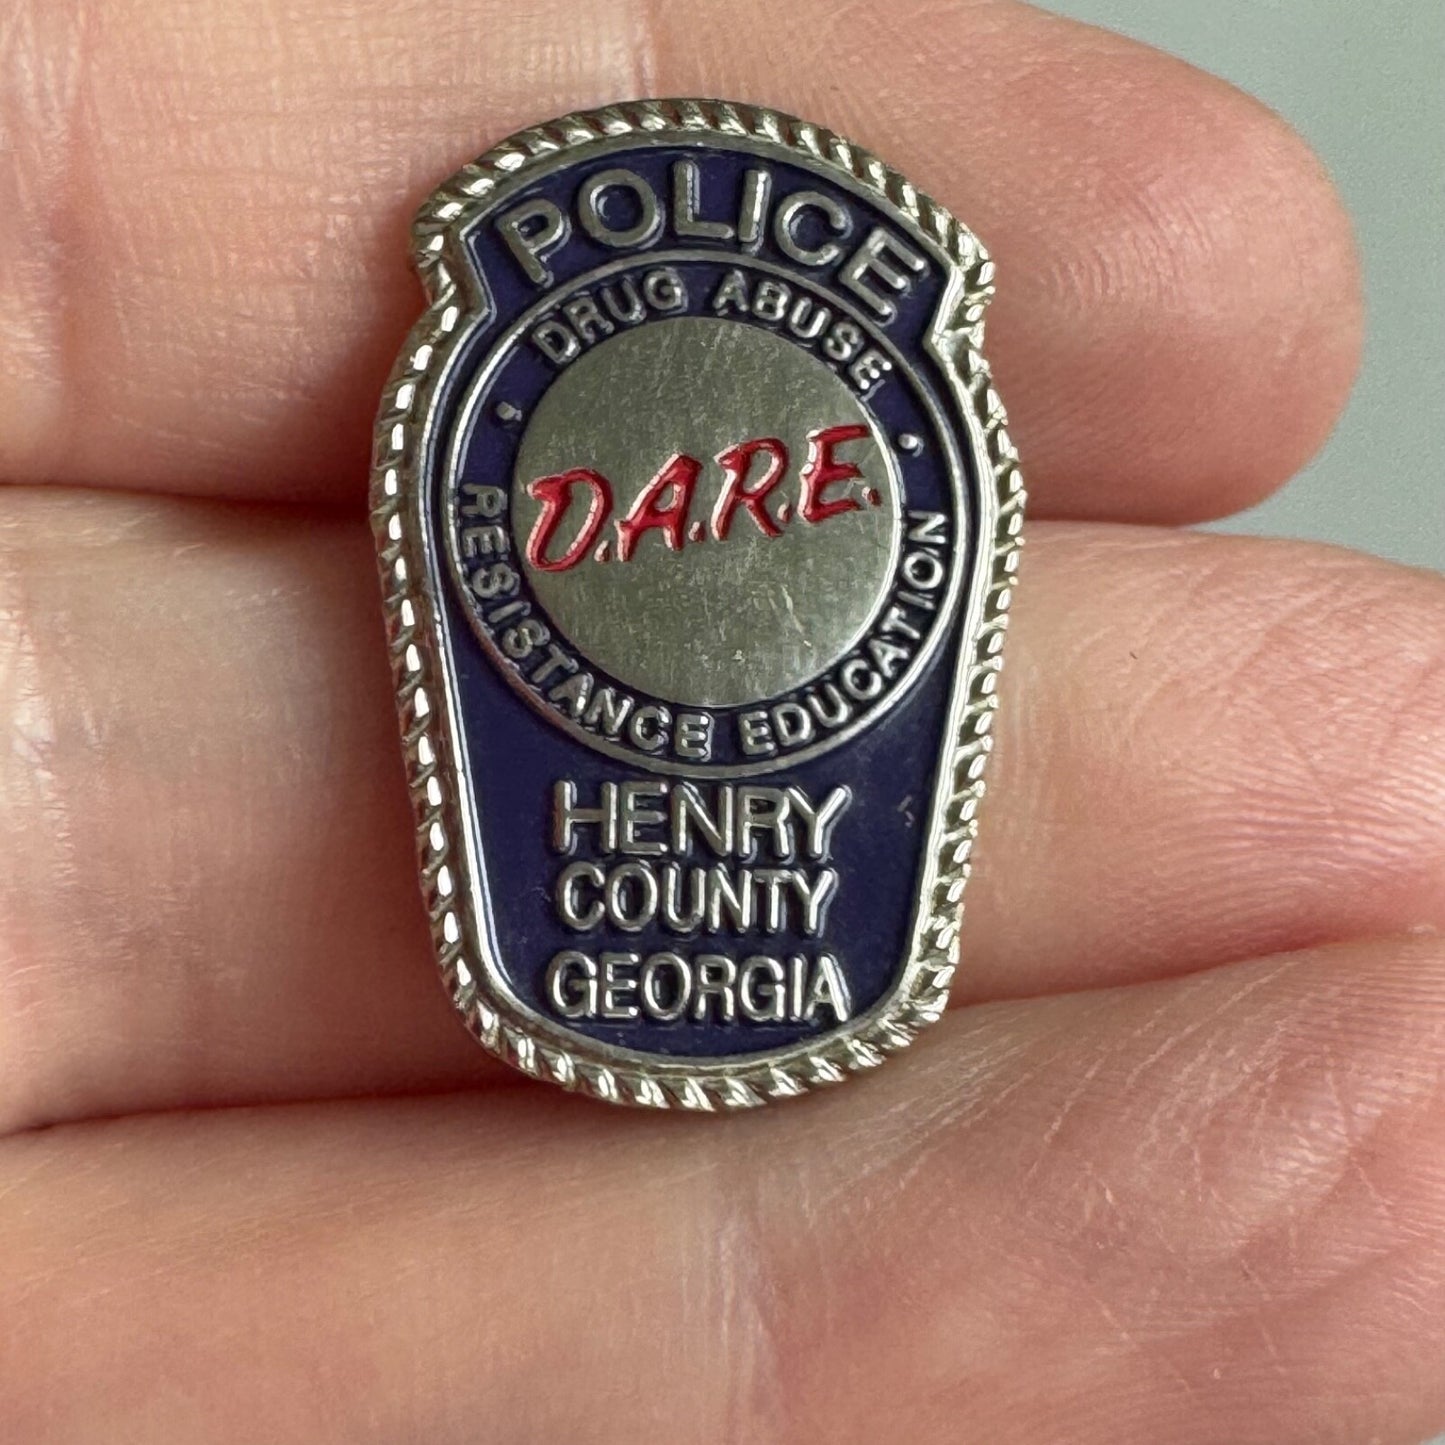 POLICE
DRUG ABUSE
D.A.R.E.
RESISTANCE EDUCATION
HENRY
COUNTY
GEORGIA